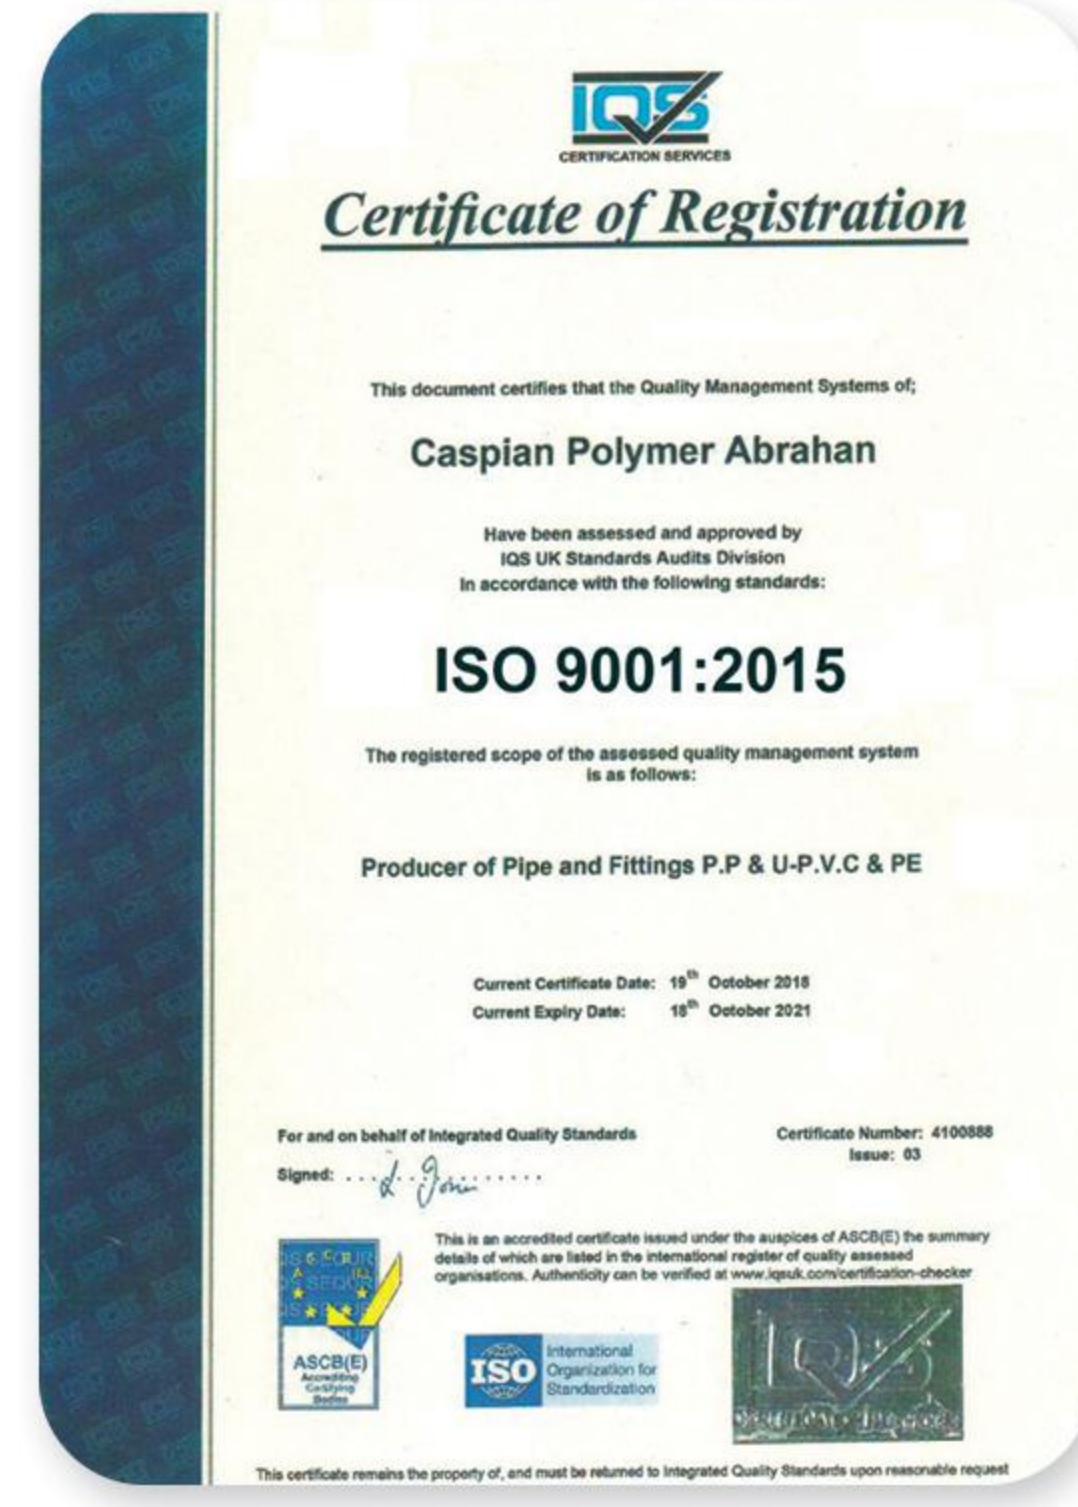 IQS
CERTIFICATION SERVICES
Certificate of Registration
This document certifies that the Quality Management Systems of;
Caspian Polymer Abrahan
Have been assessed and approved by
IQS UK Standards Audits Division
In accordance with the following standards:
ISO 9001:2015
The registered scope of the assessed quality management system
is as follows:
Producer of Pipe and Fittings P.P & U-P.V.C & PE
Current Certificate Date: 19th October 2018
Current Expiry Date: 18th October 2021
For and on behalf of Integrated Quality Standards
Certificate Number: 4100888
Issue: 03
Signed: ....
This is an accredited certificate issued under the auspices of ASCB(E) the summary
details of which are listed in the international register of quality assessed
organisations. Authenticity can be verified at www.iqsuk.com/certification-checker
ASCB(E)
Accrediting
Certifying
Bodies
ISO
International
Organization for
Standardization
IQS
This certificate remains the property of, and must be returned to Integrated Quality Standards upon reasonable request